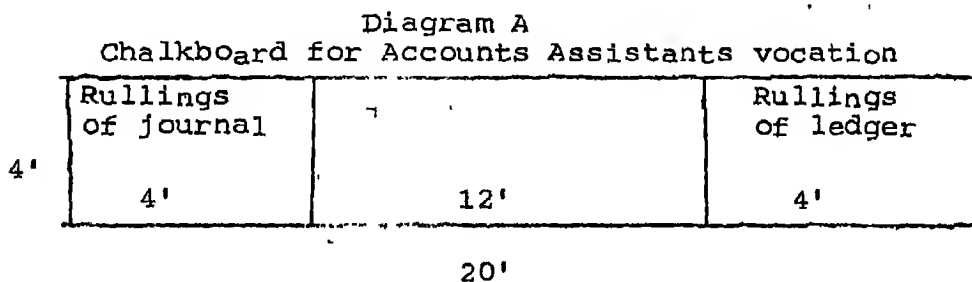 Diagram A
Chalkboard for Accounts Assistants vocation
Rullings of journal
Rullings of ledger
4'
4'
12'
4'
20'